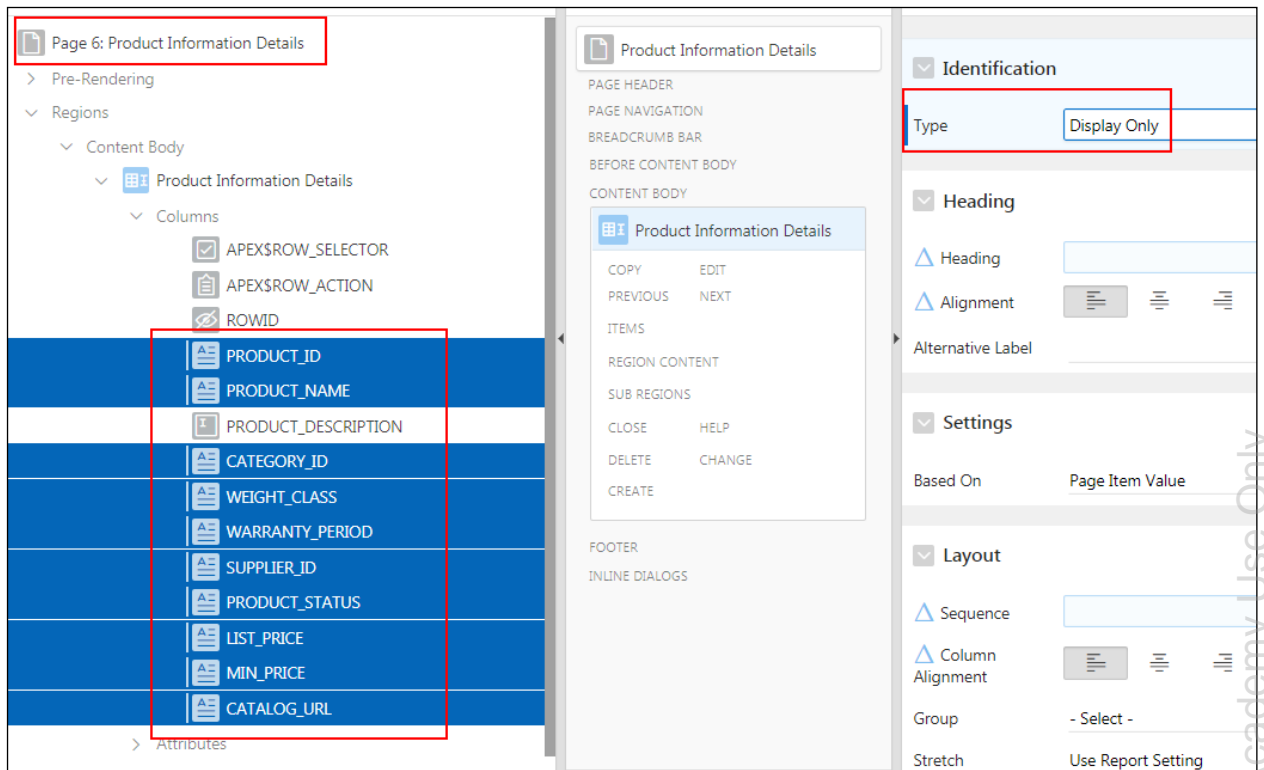 Page 6: Product Information Details
Pre-Rendering
Regions
Content Body
Product Information Details
Columns
APEX$ROW_SELECTOR
APEX$ROW_ACTION
ROWID
PRODUCT_ID
PRODUCT_NAME
PRODUCT_DESCRIPTION
CATEGORY_ID
WEIGHT_CLASS
WARRANTY_PERIOD
SUPPLIER_ID
PRODUCT_STATUS
LIST_PRICE
MIN_PRICE
CATALOG_URL
Attributes
Product Information Details
PAGE HEADER
PAGE NAVIGATION
BREADCRUMB BAR
BEFORE CONTENT BODY
CONTENT BODY
Product Information Details
COPY EDIT
PREVIOUS NEXT
ITEMS
REGION CONTENT
SUB REGIONS
CLOSE HELP
DELETE CHANGE
CREATE
FOOTER
INLINE DIALOGS
Identification
Type Display Only
Heading
Heading
Alignment
Alternative Label
Settings
Based On Page Item Value
Layout
Sequence
Column
Alignment
Group - Select -
Stretch Use Report Setting
Use Only